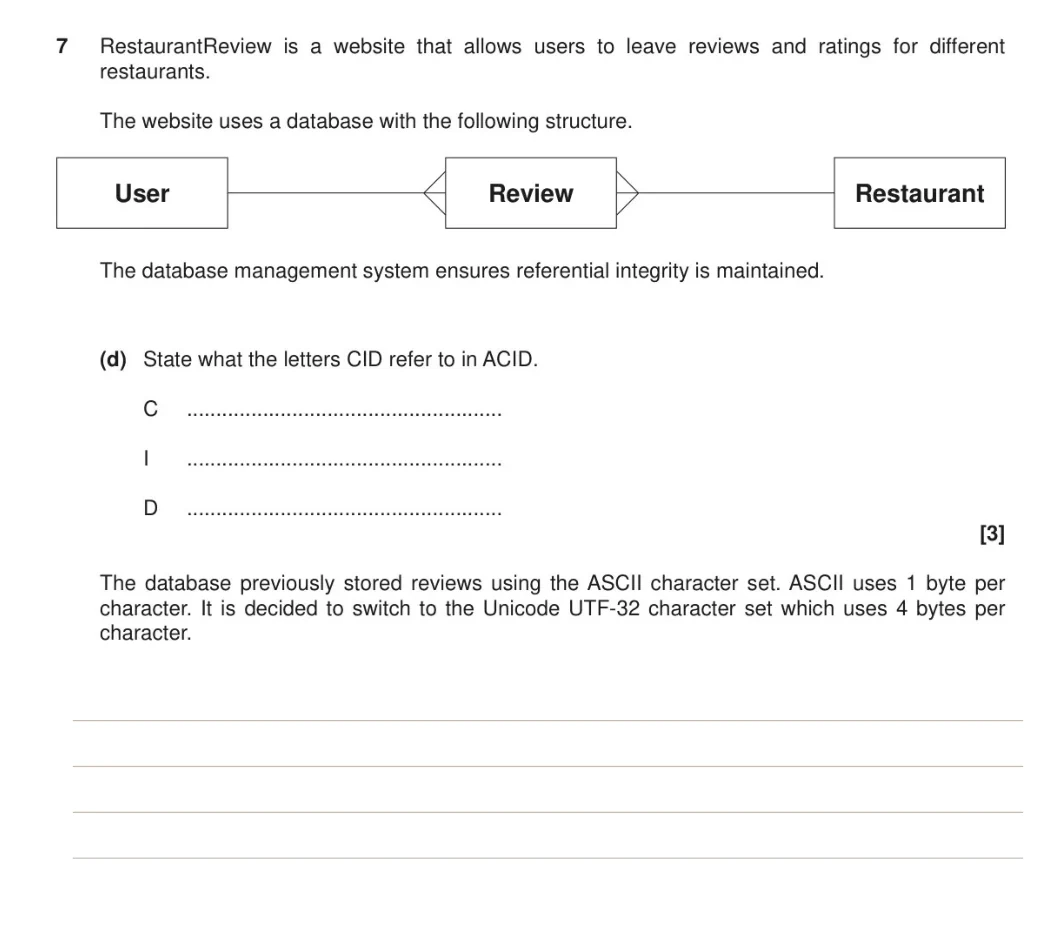 7 RestaurantReview is a website that allows users to leave reviews and ratings for different
restaurants.
The website uses a database with the following structure.
User Review Restaurant
The database management system ensures referential integrity is maintained.
(d) State what the letters CID refer to in ACID.
C ......................................................
I ......................................................
D ......................................................
[3]
The database previously stored reviews using the ASCII character set. ASCII uses 1 byte per
character. It is decided to switch to the Unicode UTF-32 character set which uses 4 bytes per
character.